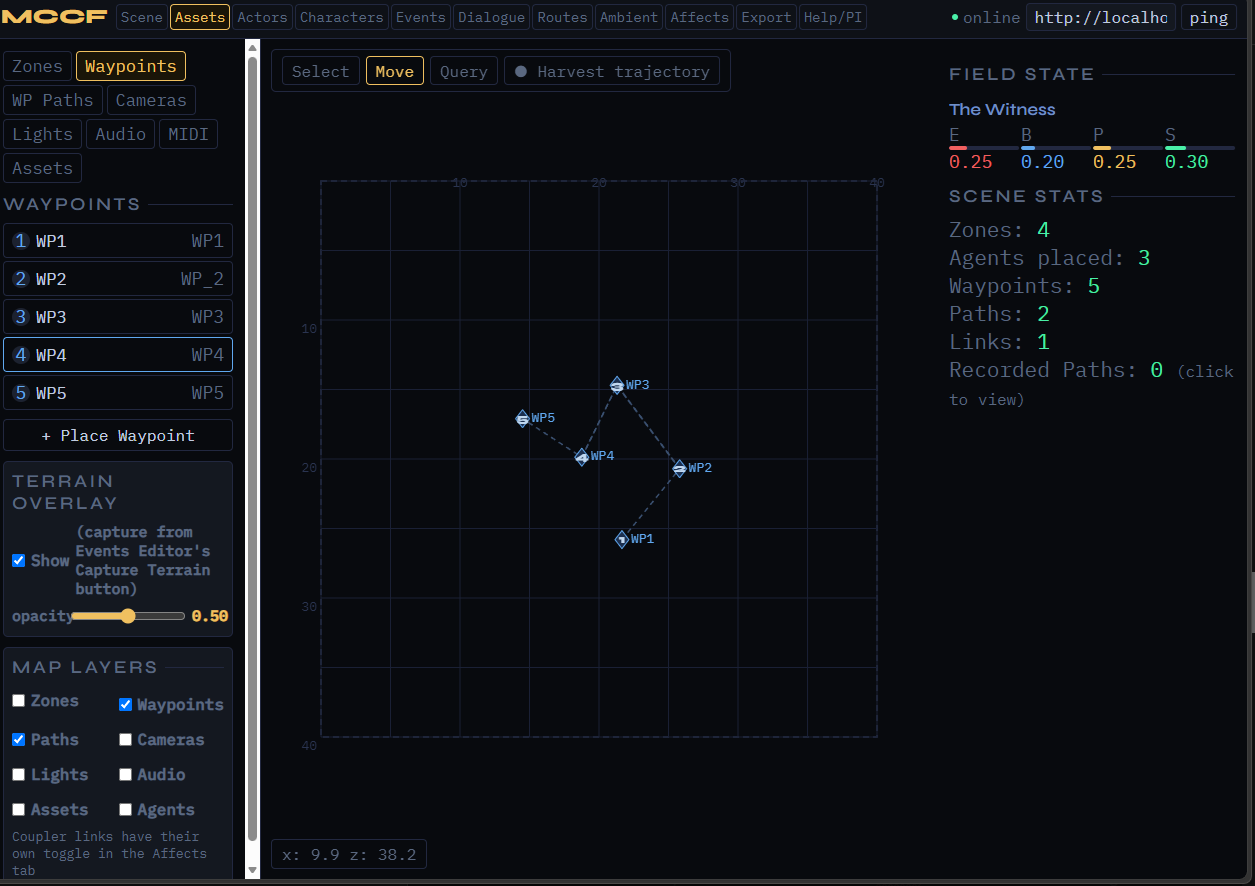 MCCF Scene Assets Actors Characters Events Dialogue Routes Ambient Affects Export Help/PI online http://localho ping
Zones Waypoints
WP Paths Cameras
Lights Audio MIDI
Assets
WAYPOINTS
1 WP1 WP1
2 WP2 WP_2
3 WP3 WP3
4 WP4 WP4
5 WP5 WP5
+ Place Waypoint
TERRAIN
OVERLAY
Show (capture from
Events Editor's
Capture Terrain
button)
opacity 0.50
MAP LAYERS
Zones Waypoints
Paths Cameras
Lights Audio
Assets Agents
Coupler links have their
own toggle in the Affects
tab
Select Move Query Harvest trajectory
10 20 30 40
10
3 WP3
5 WP5
4 WP4
20
2 WP2
1 WP1
30
40
x: 9.9 z: 38.2
FIELD STATE
The Witness
E B P S
0.25 0.20 0.25 0.30
SCENE STATS
Zones: 4
Agents placed: 3
Waypoints: 5
Paths: 2
Links: 1
Recorded Paths: 0 (click
to view)